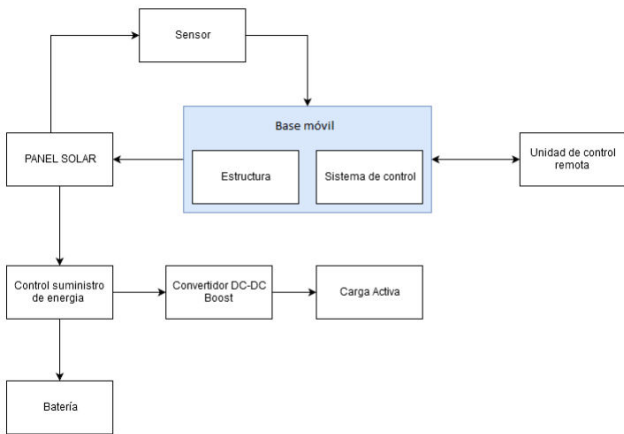 Sensor
Base móvil
PANEL SOLAR
Estructura
Sistema de control
Unidad de control
remota
Control suministro
de energia
Convertidor DC-DC
Boost
Carga Activa
Batería